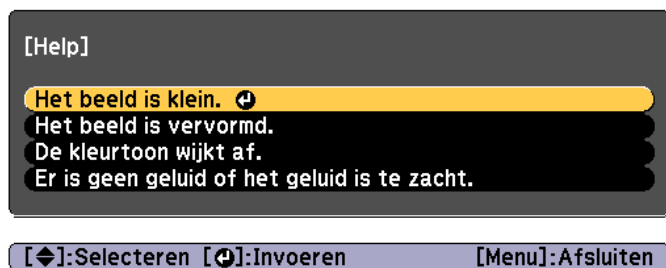 [Help]
Het beeld is klein.
Het beeld is vervormd.
De kleurtoon wijkt af.
Er is geen geluid of het geluid is te zacht.
[◆]:Selecteren [↵]:Invoeren [Menu]:Afsluiten